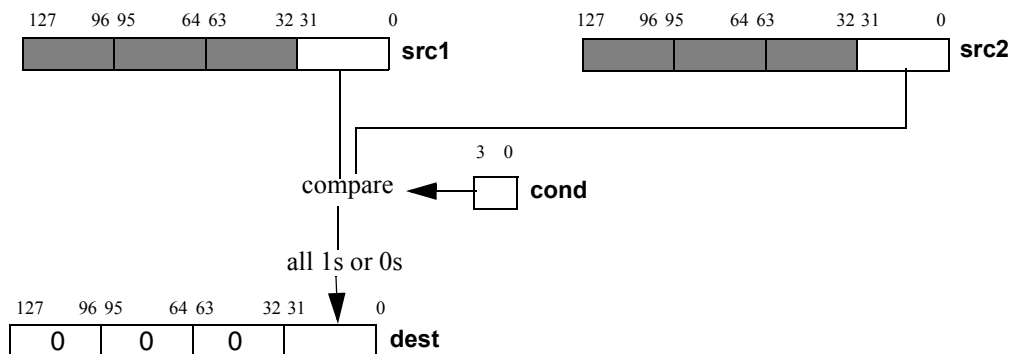 127 96 95 64 63 32 31 0 127 96 95 64 63 32 31 0
src1 src2
3 0
compare cond
all 1s or 0s
127 96 95 64 63 32 31 0
0 0 0 dest